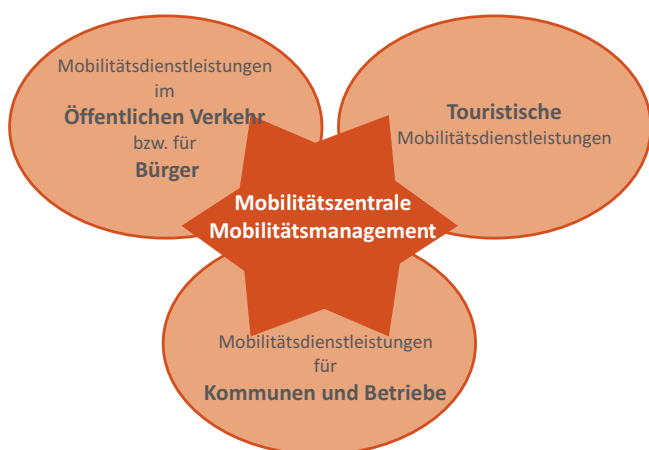 Mobilitätsdienstleistungen
im
Öffentlichen Verkehr
bzw. für
Bürger
Touristische
Mobilitätsdienstleistungen
Mobilitätszentrale
Mobilitätsmanagement
Mobilitätsdienstleistungen
für
Kommunen und Betriebe